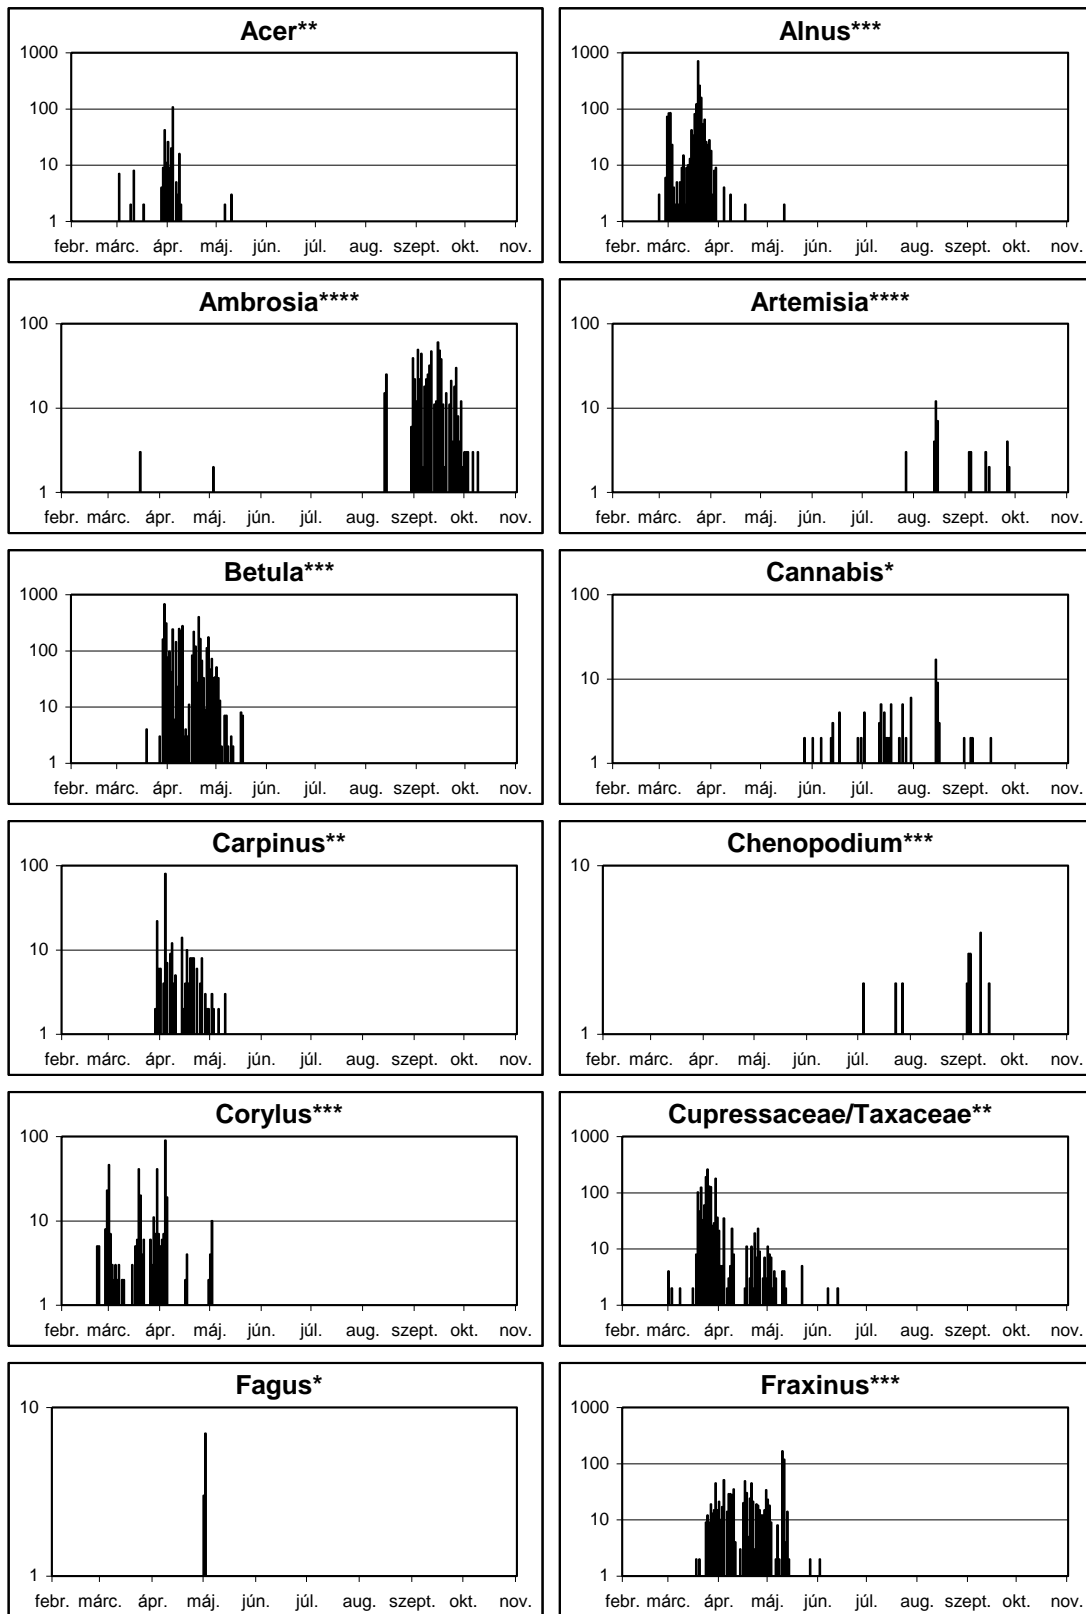 Acer**
1000
100
10
1
febr. márc. ápr. máj. jún. júl. aug. szept. okt. nov.
Alnus***
1000
100
10
1
febr. márc. ápr. máj. jún. júl. aug. szept. okt. nov.
Ambrosia****
100
10
1
febr. márc. ápr. máj. jún. júl. aug. szept. okt. nov.
Artemisia****
100
10
1
febr. márc. ápr. máj. jún. júl. aug. szept. okt. nov.
Betula***
1000
100
10
1
febr. márc. ápr. máj. jún. júl. aug. szept. okt. nov.
Cannabis*
100
10
1
febr. márc. ápr. máj. jún. júl. aug. szept. okt. nov.
Carpinus**
100
10
1
febr. márc. ápr. máj. jún. júl. aug. szept. okt. nov.
Chenopodium***
10
1
febr. márc. ápr. máj. jún. júl. aug. szept. okt. nov.
Corylus***
100
10
1
febr. márc. ápr. máj. jún. júl. aug. szept. okt. nov.
Cupressaceae/Taxaceae**
1000
100
10
1
febr. márc. ápr. máj. jún. júl. aug. szept. okt. nov.
Fagus*
10
1
febr. márc. ápr. máj. jún. júl. aug. szept. okt. nov.
Fraxinus***
1000
100
10
1
febr. márc. ápr. máj. jún. júl. aug. szept. okt. nov.